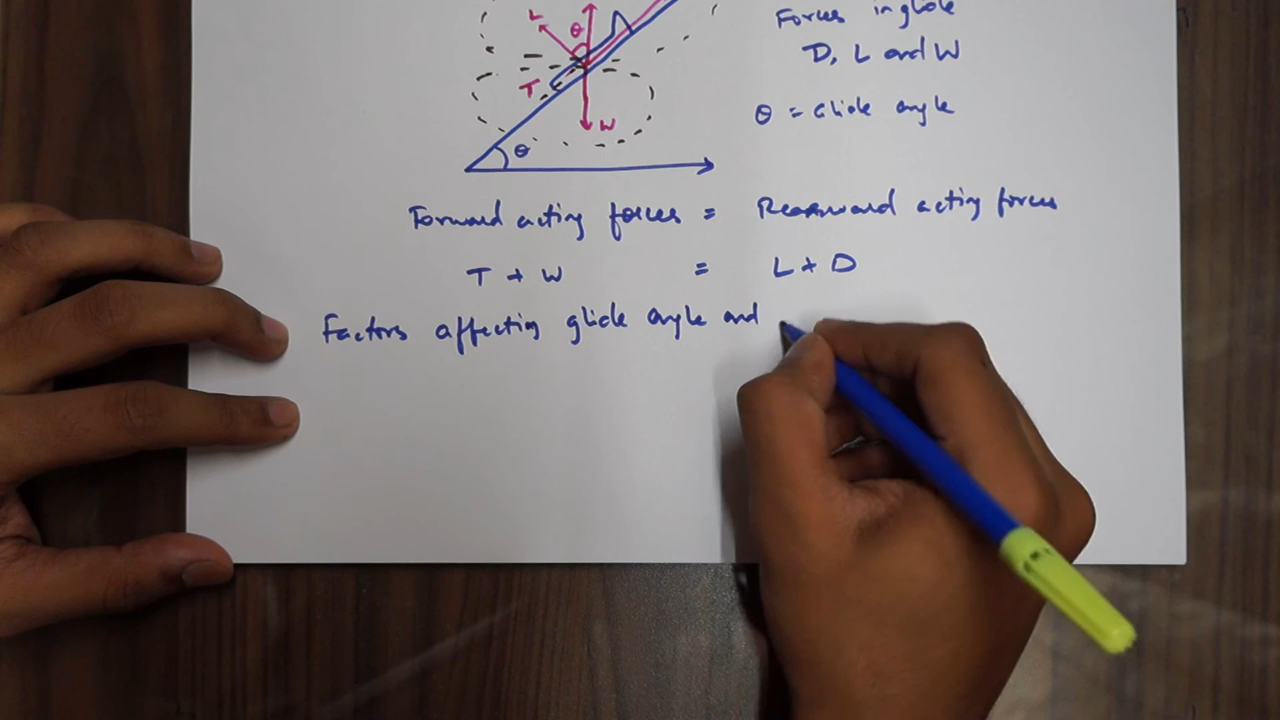 L
θ
T
W
θ
Forces in glide
D, L and W
θ = Glide angle
Forward acting forces = Rearward acting forces
T + W = L + D
Factors affecting glide angle and